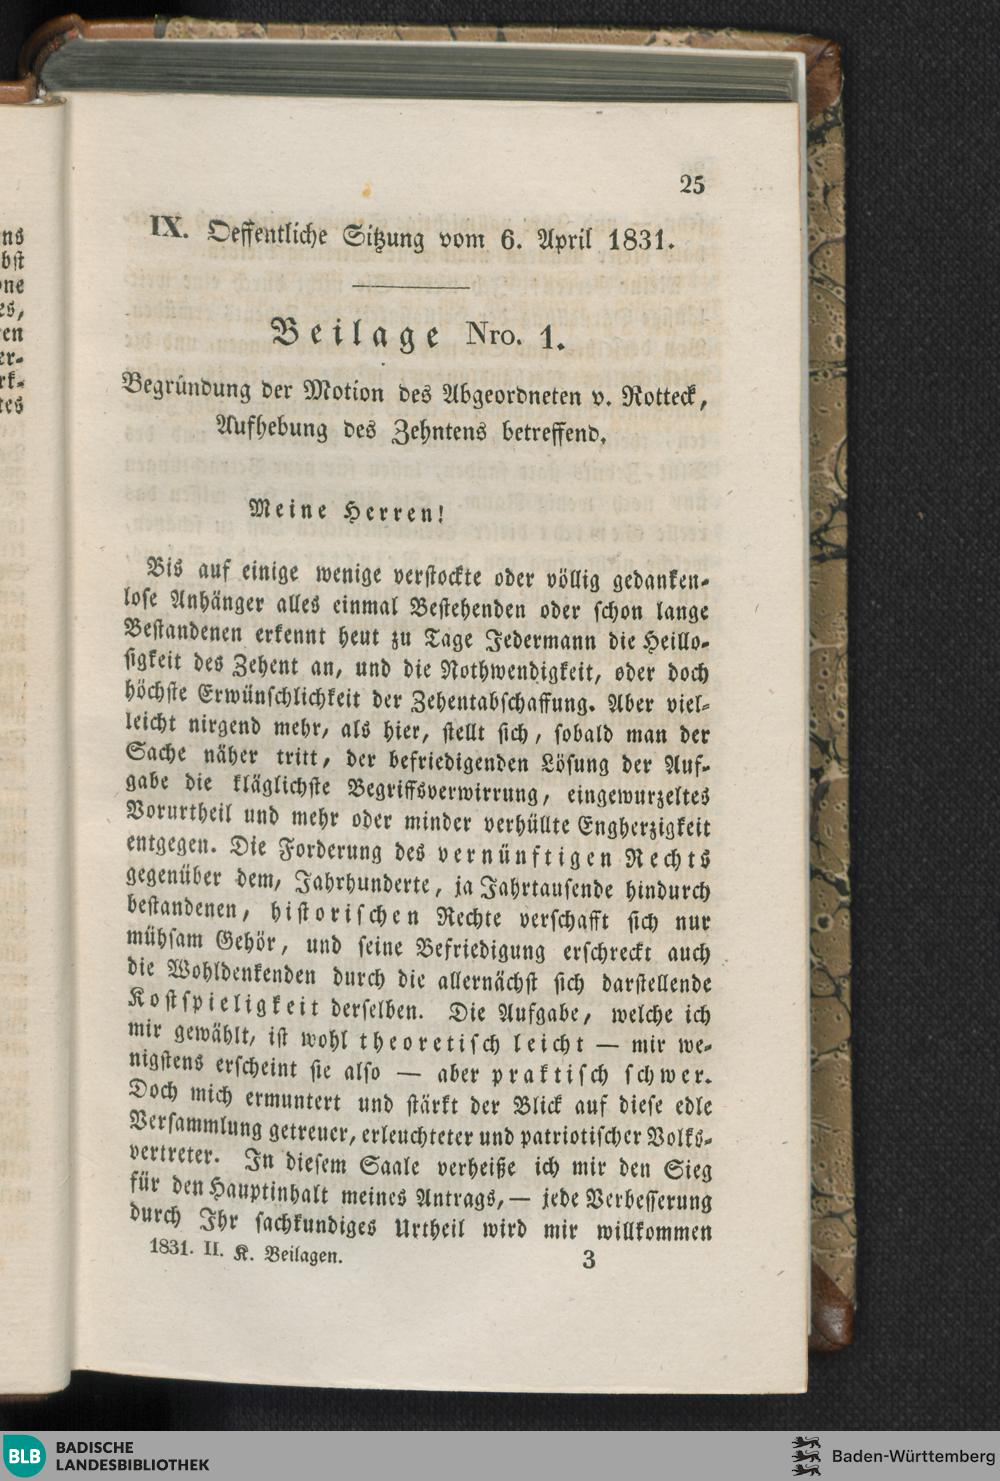 ns
bst
one
es,
en
er-
rk-
tes
25
IX. Oeffentliche Sitzung vom 6. April 1831.
Beilage Nro. 1.
Begründung der Motion des Abgeordneten v. Rotteck,
Aufhebung des Zehntens betreffend.
Meine Herren!
Bis auf einige wenige verstockte oder völlig gedanken-
lose Anhänger alles einmal Bestehenden oder schon lange
Bestandenen erkennt heut zu Tage Jedermann die Heillo-
sigkeit des Zehent an, und die Nothwendigkeit, oder doch
höchste Erwünschlichkeit der Zehentabschaffung. Aber viel-
leicht nirgend mehr, als hier, stellt sich, sobald man der
Sache näher tritt, der befriedigenden Lösung der Auf-
gabe die kläglichste Begriffsverwirrung, eingewurzeltes
Vorurtheil und mehr oder minder verhüllte Engherzigkeit
entgegen. Die Forderung des vernünftigen Rechts
gegenüber dem, Jahrhunderte, ja Jahrtausende hindurch
bestandenen, historischen Rechte verschafft sich nur
mühsam Gehör, und seine Befriedigung erschreckt auch
die Wohldenkenden durch die allernächst sich darstellende
Kostspieligkeit derselben. Die Aufgabe, welche ich
mir gewählt, ist wohl theoretisch leicht — mir we-
nigstens erscheint sie also — aber praktisch schwer.
Doch mich ermuntert und stärkt der Blick auf diese edle
Versammlung getreuer, erleuchteter und patriotischer Volks-
vertreter. In diesem Saale verheiße ich mir den Sieg
für den Hauptinhalt meines Antrags, — jede Verbesserung
durch Ihr sachkundiges Urtheil wird mir willkommen
1831. II. K. Beilagen. 3
BLB BADISCHE
LANDESBIBLIOTHEK
Baden-Württemberg